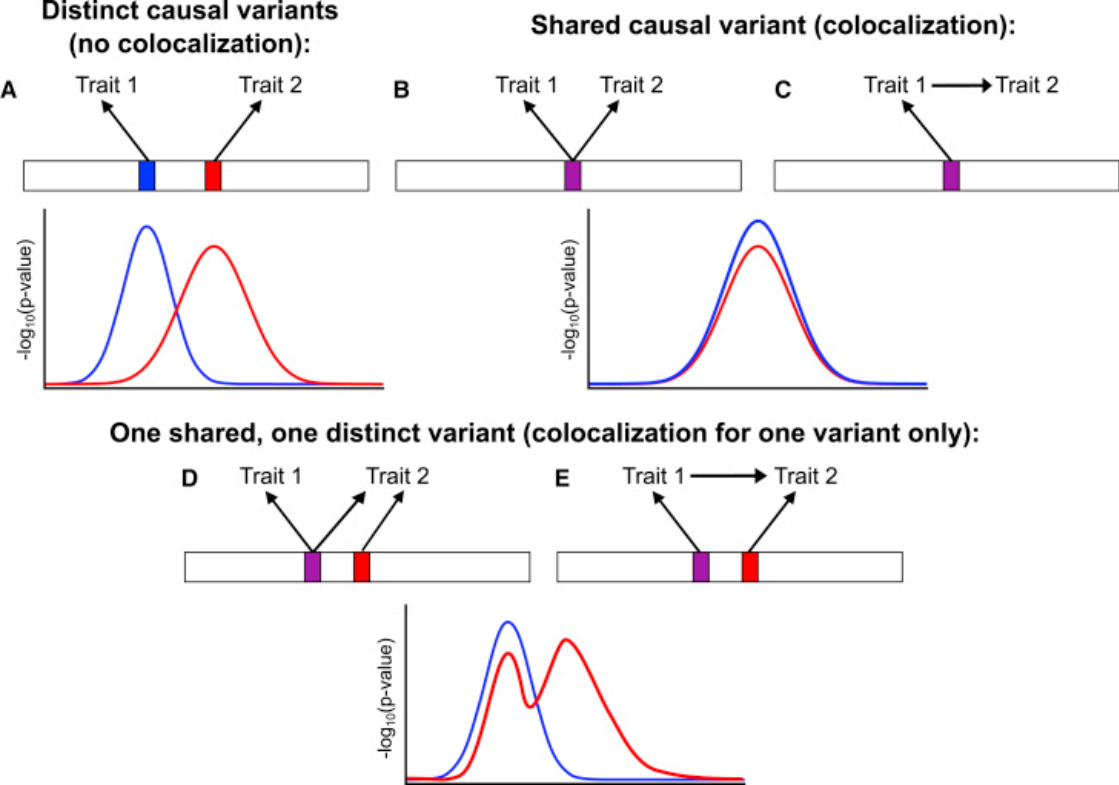 Distinct causal variants
(no colocalization):
Shared causal variant (colocalization):
A Trait 1 Trait 2
B Trait 1 Trait 2
C Trait 1 Trait 2
-log10(p-value)
-log10(p-value)
One shared, one distinct variant (colocalization for one variant only):
D Trait 1 Trait 2
E Trait 1 Trait 2
-log10(p-value)